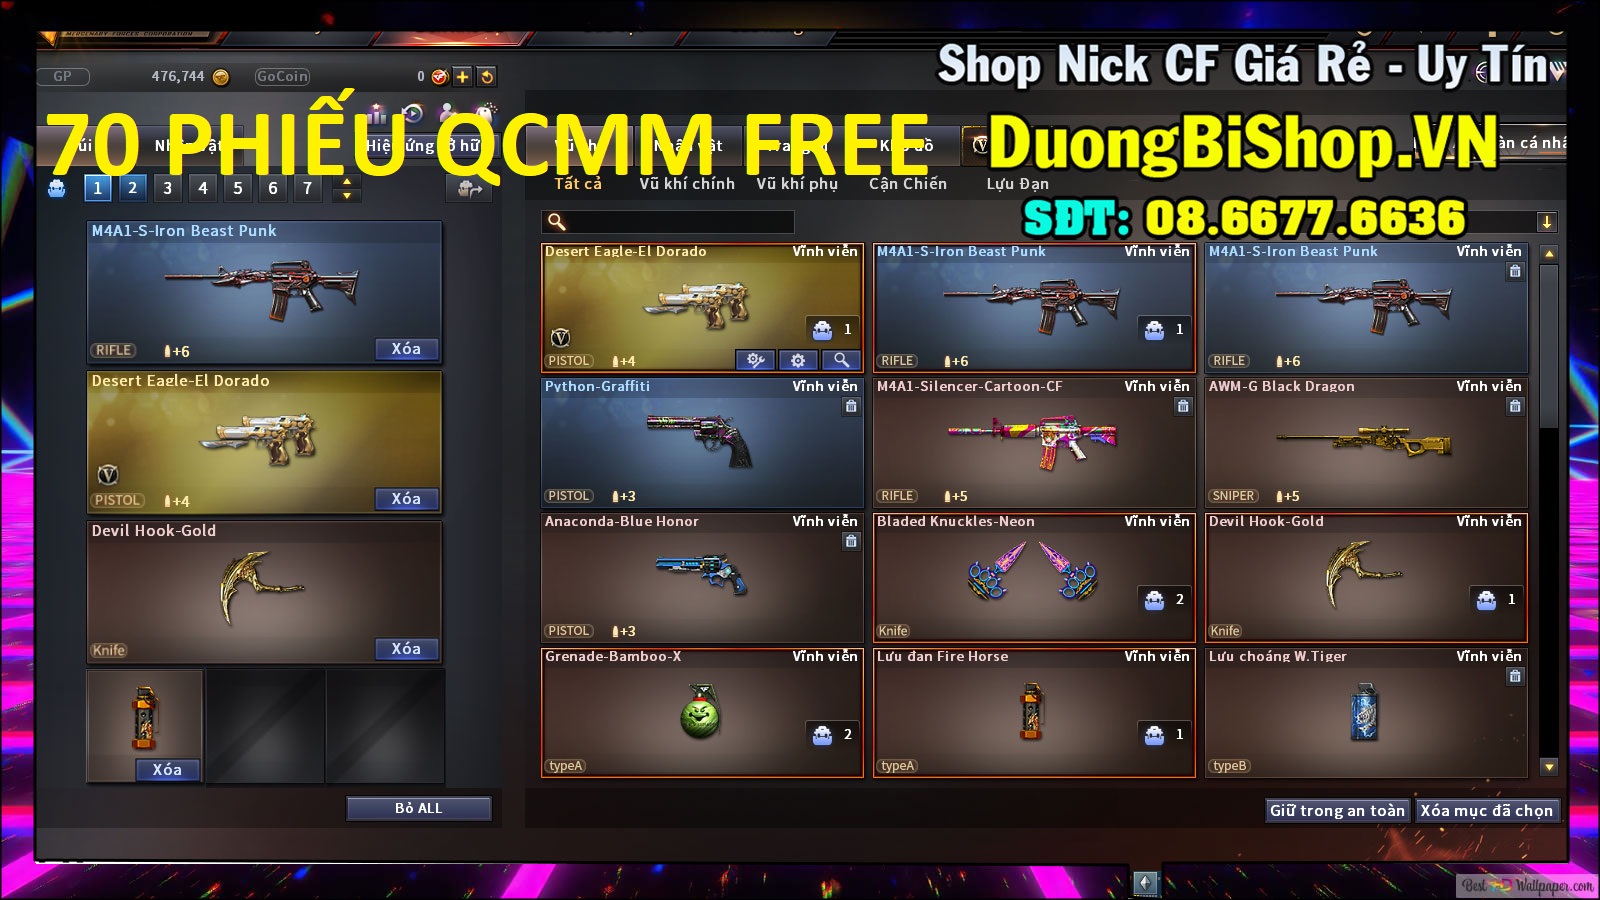 MERCENARY FORCES CORPORATION
Shop Nick CF Giá Rẻ - Uy Tín
GP 476,744 GoCoin 0
70 PHIẾU QCMM FREE
DuongBiShop.VN
SĐT: 08.6677.6636
1 2 3 4 5 6 7
Tất cả Vũ khí chính Vũ khí phụ Cận Chiến Lựu Đạn
M4A1-S-Iron Beast Punk
RIFLE +6 Xóa
Desert Eagle-El Dorado
PISTOL +4 Xóa
Devil Hook-Gold
Knife Xóa
Xóa
Bỏ ALL
Desert Eagle-El Dorado Vĩnh viễn
1
PISTOL +4
M4A1-S-Iron Beast Punk Vĩnh viễn
1
RIFLE +6
M4A1-S-Iron Beast Punk Vĩnh viễn
RIFLE +6
Python-Graffiti Vĩnh viễn
PISTOL +3
M4A1-Silencer-Cartoon-CF Vĩnh viễn
RIFLE +5
AWM-G Black Dragon Vĩnh viễn
SNIPER +5
Anaconda-Blue Honor Vĩnh viễn
PISTOL +3
Bladed Knuckles-Neon Vĩnh viễn
2
Knife
Devil Hook-Gold Vĩnh viễn
1
Knife
Grenade-Bamboo-X Vĩnh viễn
2
typeA
Lưu đan Fire Horse Vĩnh viễn
1
typeA
Lưu choáng W.Tiger Vĩnh viễn
typeB
Giữ trong an toàn Xóa mục đã chọn
Best HD Wallpaper.com